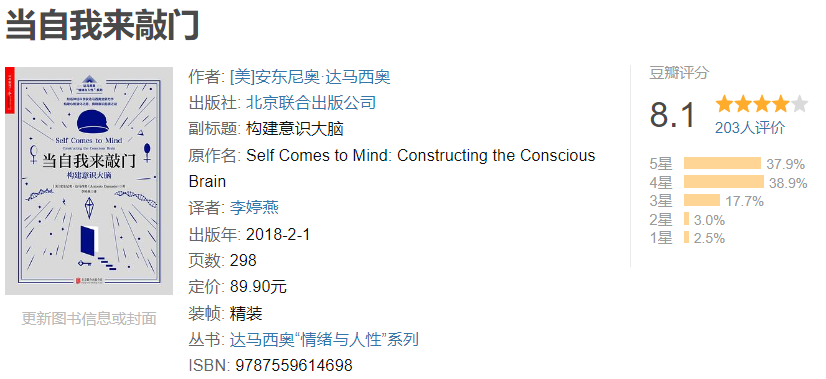 当自我来敲门
Self Comes to Mind
Constructing the Conscious Brain
当自我来敲门
构建意识大脑
更新图书信息或封面
作者: [美]安东尼奥·达马西奥
出版社: 北京联合出版公司
副标题: 构建意识大脑
原作名: Self Comes to Mind: Constructing the Conscious
Brain
译者: 李婷燕
出版年: 2018-2-1
页数: 298
定价: 89.90元
装帧: 精装
丛书: 达马西奥“情绪与人性”系列
ISBN: 9787559614698
豆瓣评分
8.1
203人评价
5星 37.9%
4星 38.9%
3星 17.7%
2星 3.0%
1星 2.5%